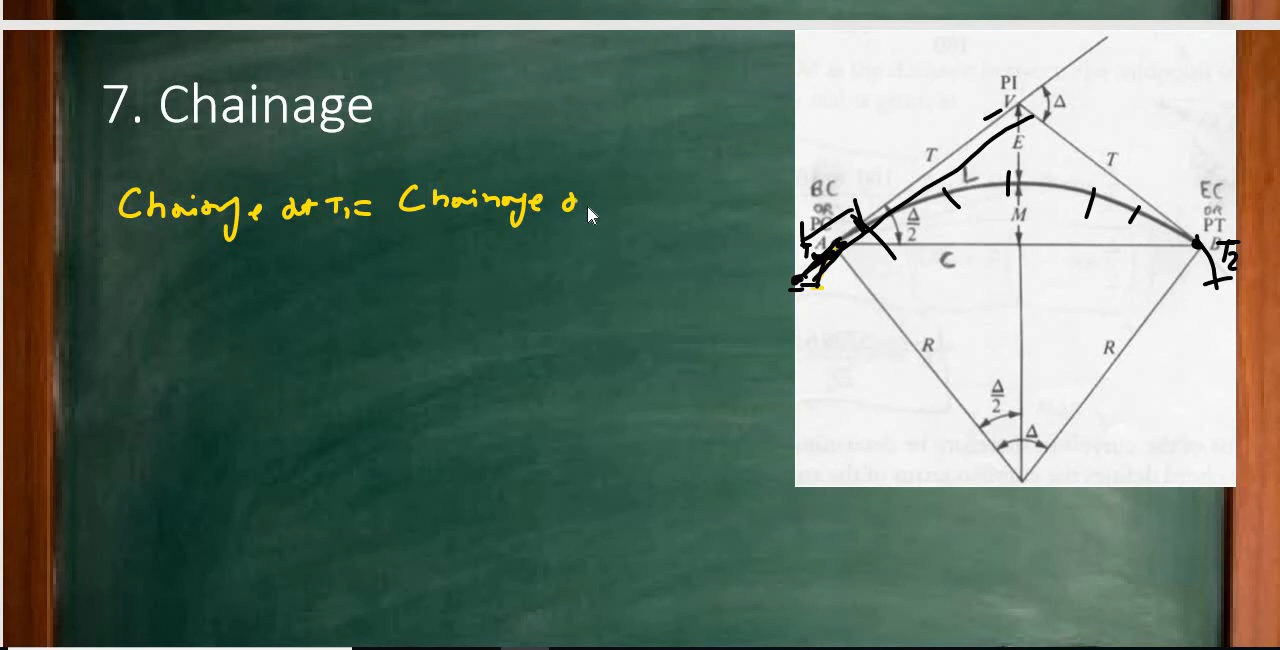 7. Chainage
Chainage at T1 = Chainage a
PI
V
Δ
E
T
T
L
BC
OR
PC
A
Δ
2
M
EC
OR
PT
B
T2
C
R
R
Δ
2
Δ